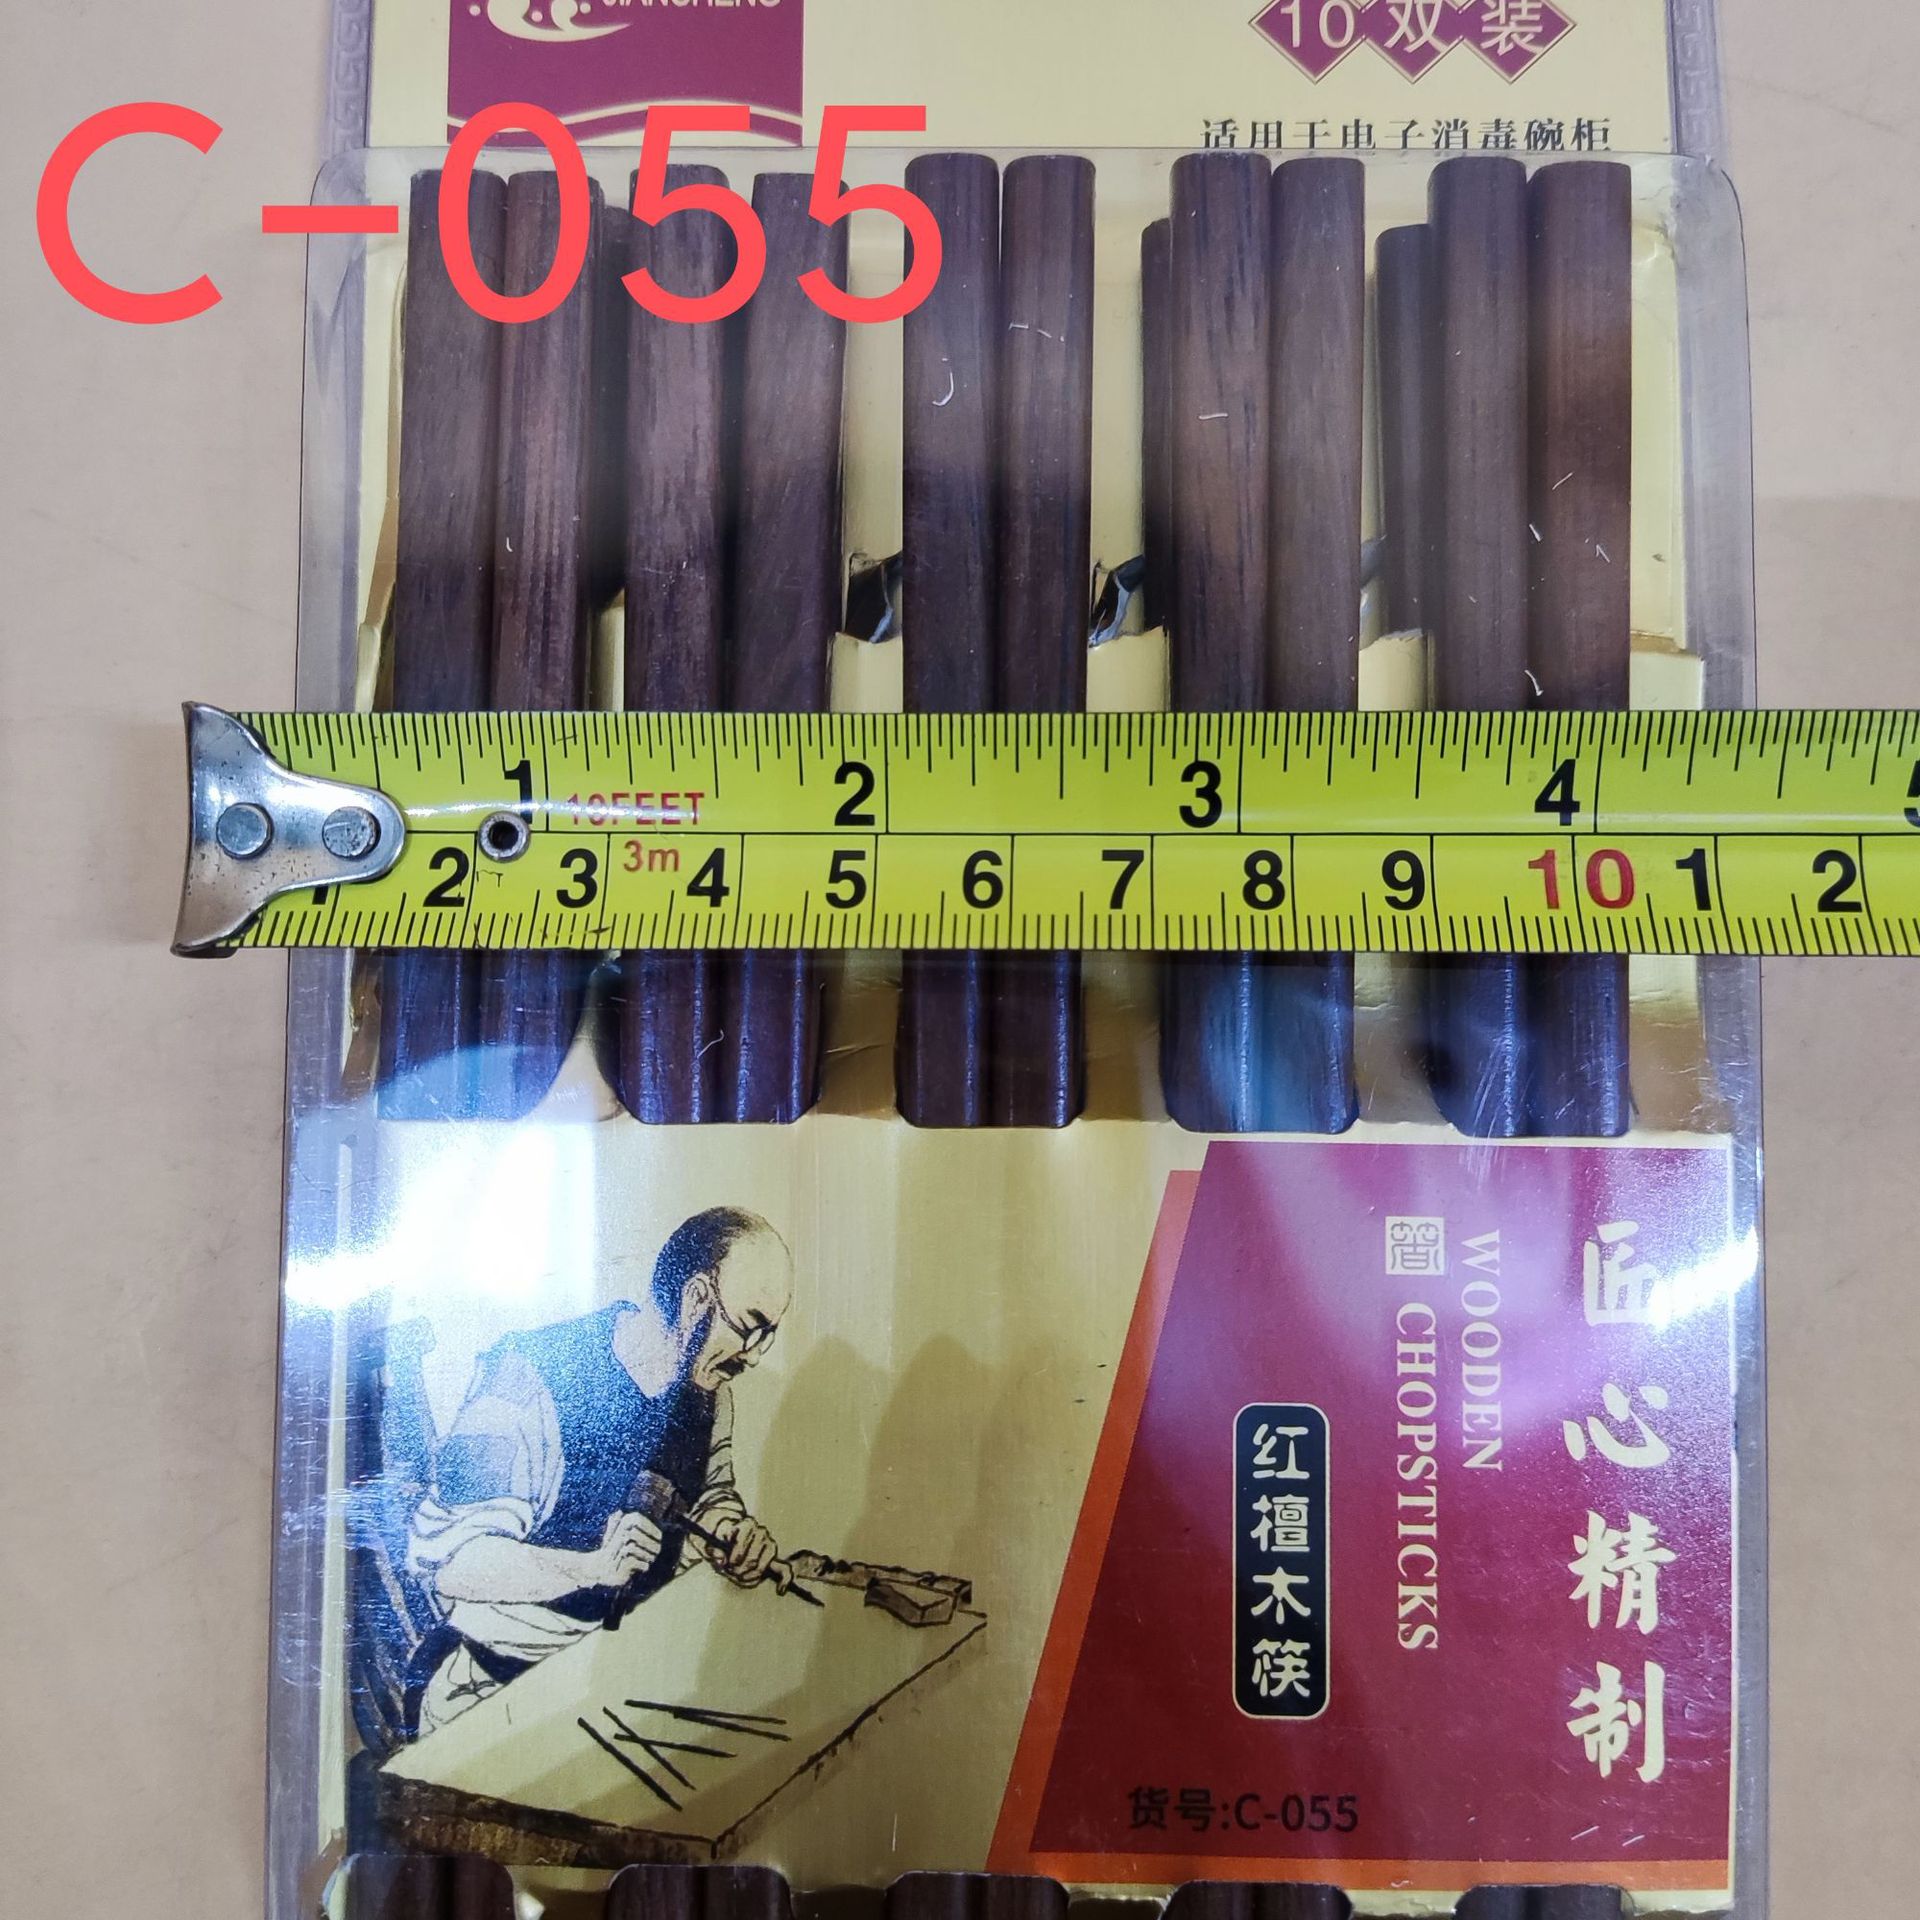 JIANGHENG
10双装
适用于电子消毒碗柜
C-055
1 2 3 4
10FEET
3m
1 2 3 4 5 6 7 8 9 10 1 2
匠心精制
WOODEN
CHOPSTICKS
红檀木筷
货号:C-055